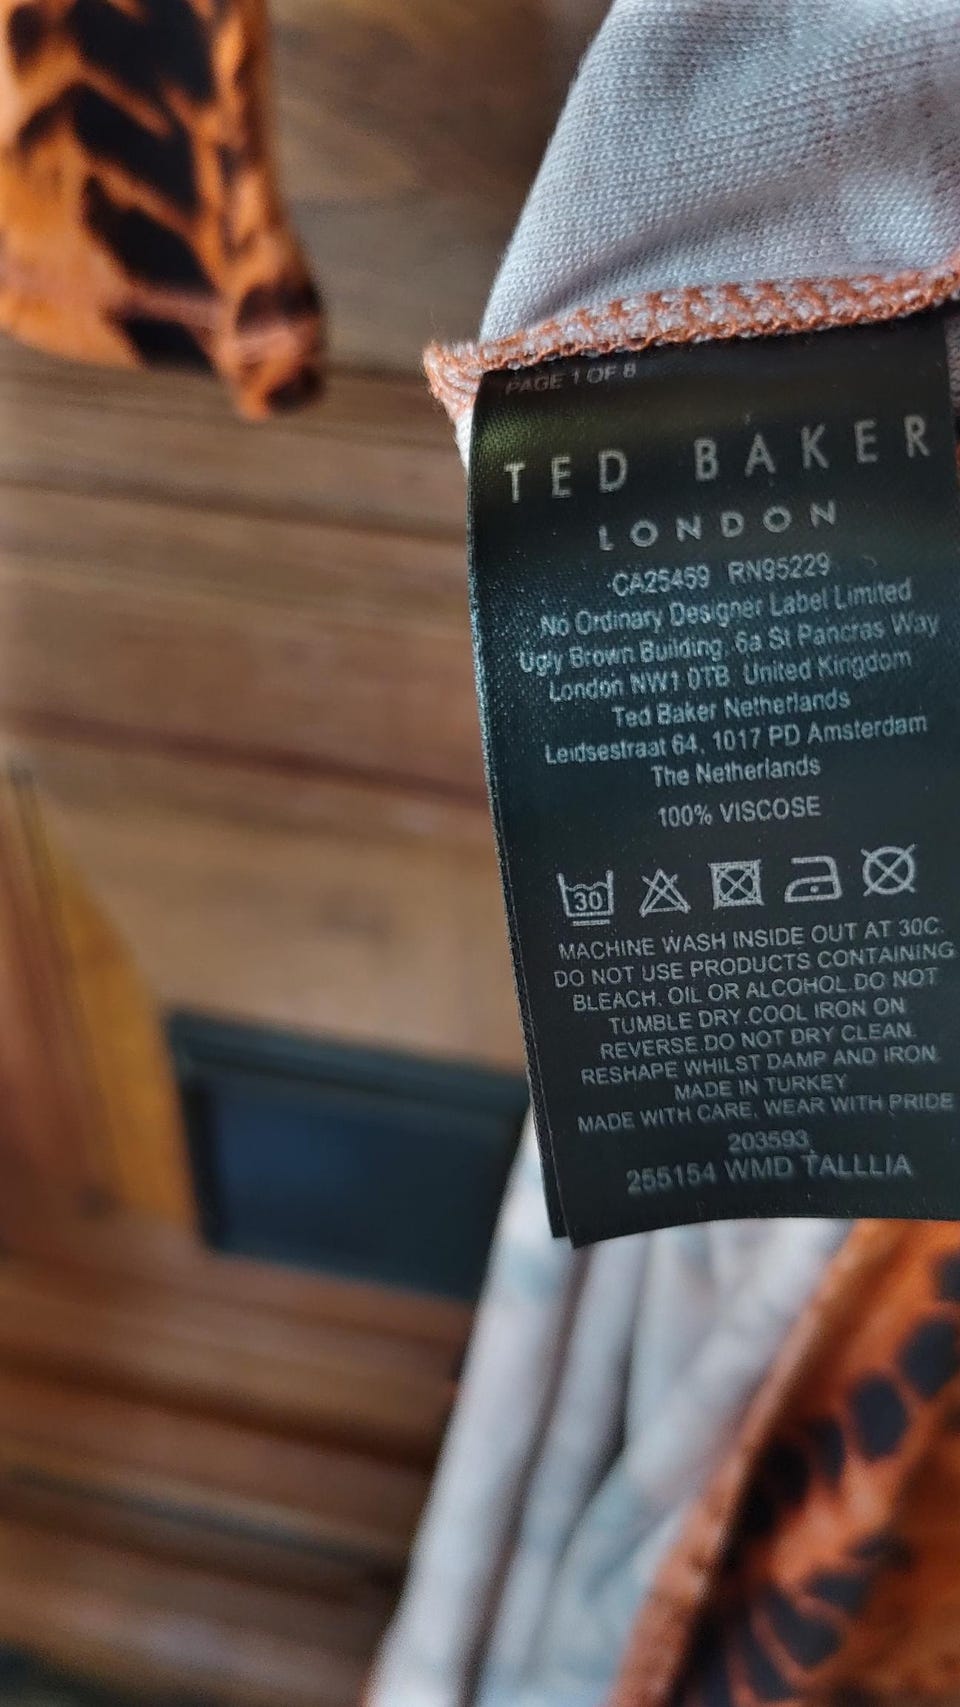 PAGE 1 OF 8
TED BAKER
LONDON
CA25469 RN95229
No Ordinary Designer Label Limited
Ugly Brown Building, 6a St Pancras Way
London NW1 0TB United Kingdom
Ted Baker Netherlands
Leidsestraat 64, 1017 PD Amsterdam
The Netherlands
100% VISCOSE
30
MACHINE WASH INSIDE OUT AT 30C.
DO NOT USE PRODUCTS CONTAINING
BLEACH, OIL OR ALCOHOL.DO NOT
TUMBLE DRY.COOL IRON ON
REVERSE.DO NOT DRY CLEAN.
RESHAPE WHILST DAMP AND IRON.
MADE IN TURKEY
MADE WITH CARE, WEAR WITH PRIDE
203593
255154 WMD TALLLIA